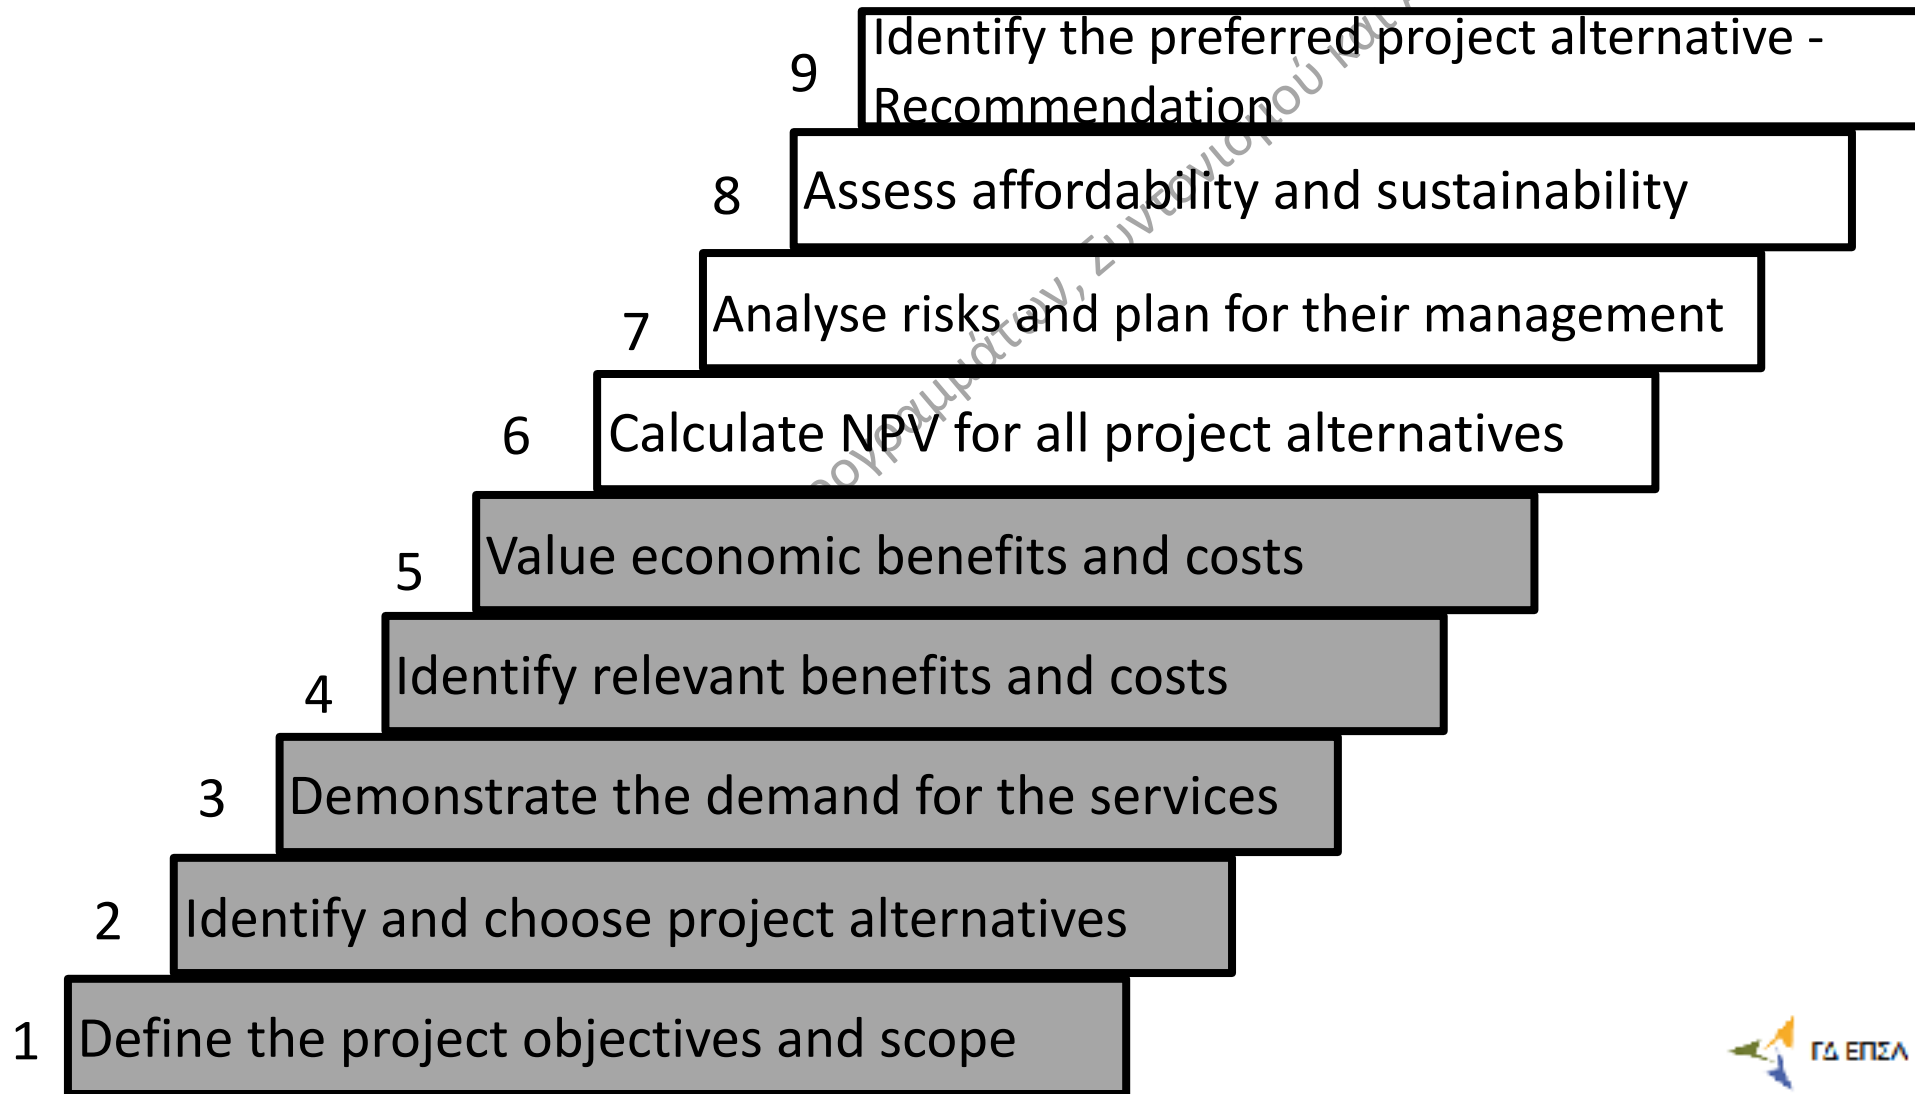 9 Identify the preferred project alternative -
Recommendation
8 Assess affordability and sustainability
7 Analyse risks and plan for their management
6 Calculate NPV for all project alternatives
5 Value economic benefits and costs
4 Identify relevant benefits and costs
3 Demonstrate the demand for the services
2 Identify and choose project alternatives
1 Define the project objectives and scope
Συντονισμού και
ΓΔ ΕΠΣΛ